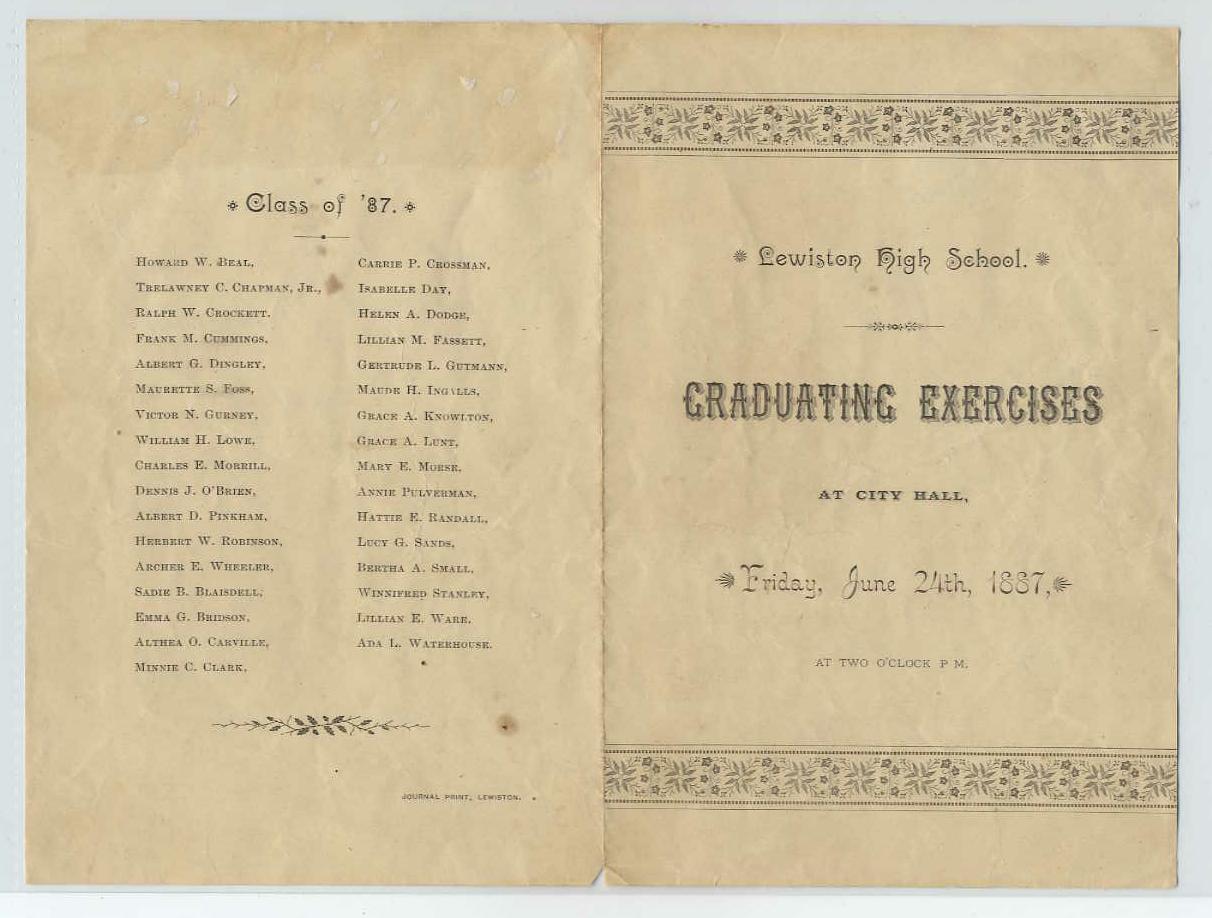 Class of '87.
HOWARD W. BEAL,
TRELAWNEY C. CHAPMAN, JR.,
RALPH W. CROCKETT.
FRANK M. CUMMINGS,
ALBERT G. DINGLEY,
MAURETTE S. FOSS,
VICTOR N. GURNEY,
WILLIAM H. LOWE,
CHARLES E. MORRILL,
DENNIS J. O'BRIEN,
ALBERT D. PINKHAM,
HERBERT W. ROBINSON,
ARCHER E. WHEELER,
SADIE B. BLAISDELL,
EMMA G. BRIDSON,
ALTHEA O. CARVILLE,
MINNIE C. CLARK,
CARRIE P. CROSSMAN,
ISABELLE DAY,
HELEN A. DODGE,
LILLIAN M. FASSETT,
GERTRUDE L. GUTMANN,
MAUDE H. INGALLS,
GRACE A. KNOWLTON,
GRACE A. LUNT,
MARY E. MORSE,
ANNIE PULVERMAN,
HATTIE E. RANDALL,
LUCY G. SANDS,
BERTHA A. SMALL,
WINNIFRED STANLEY,
LILLIAN E. WARE,
ADA L. WATERHOUSE.
JOURNAL PRINT, LEWISTON.
Lewiston High School.
GRADUATING EXERCISES
AT CITY HALL,
Friday, June 24th, 1887,
AT TWO O'CLOCK P M.